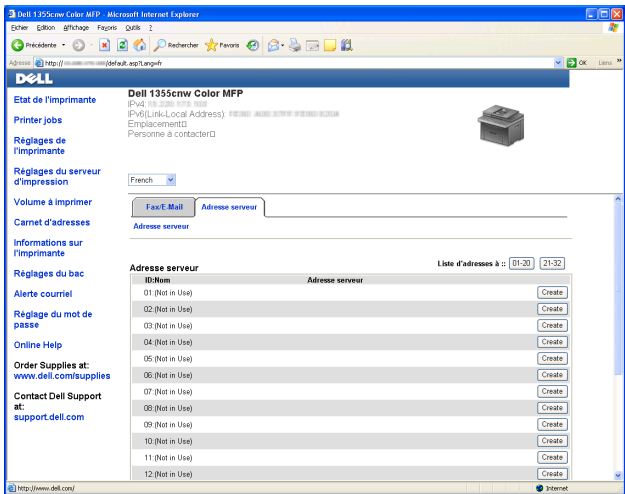 Dell 1355cnw Color MFP - Microsoft Internet Explorer
Fichier Edition Affichage Favoris Outils ?
Précédente Rechercher Favoris
Adresse http:// /default.asp?Lang=fr OK Liens
DELL
Dell 1355cnw Color MFP
IPv4:
IPv6(Link-Local Address):
Emplacement
Personne à contacter
French
Etat de l'imprimante
Printer jobs
Réglages de
l'imprimante
Réglages du serveur
d'impression
Volume à imprimer
Carnet d'adresses
Informations sur
l'imprimante
Réglages du bac
Alerte courriel
Réglage du mot de
passe
Online Help
Order Supplies at:
www.dell.com/supplies
Contact Dell Support
at:
support.dell.com
Fax/E-Mail Adresse serveur
Adresse serveur
Adresse serveur Liste d'adresses à :: 01-20 21-32
ID:Nom Adresse serveur
01:(Not in Use) Create
02:(Not in Use) Create
03:(Not in Use) Create
04:(Not in Use) Create
05:(Not in Use) Create
06:(Not in Use) Create
07:(Not in Use) Create
08:(Not in Use) Create
09:(Not in Use) Create
10:(Not in Use) Create
11:(Not in Use) Create
12:(Not in Use) Create
http://www.dell.com/ Internet